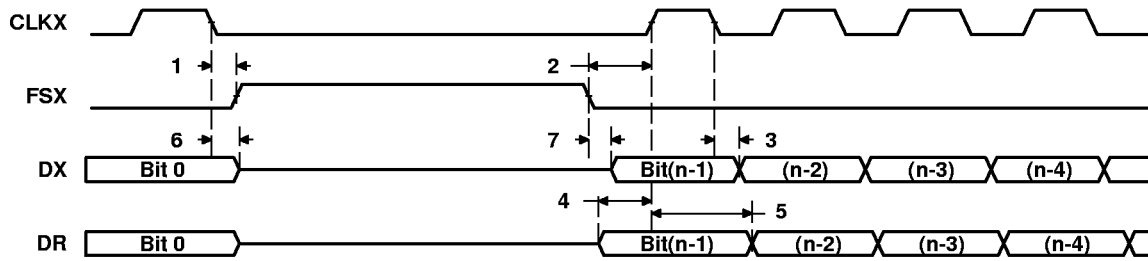 CLKX
1 2
FSX
6 7 3
DX Bit 0 Bit(n-1) (n-2) (n-3) (n-4)
4 5
DR Bit 0 Bit(n-1) (n-2) (n-3) (n-4)